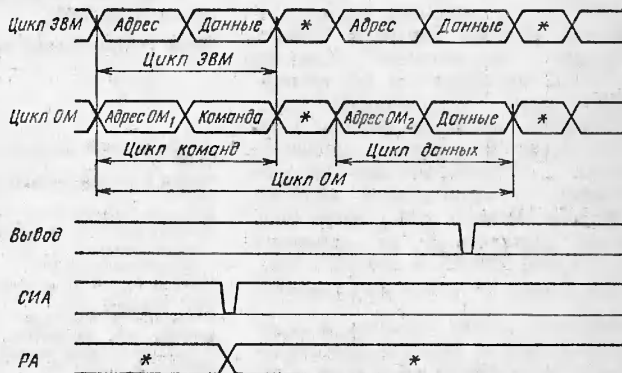 Цикл ЭВМ Адрес Данные * Адрес Данные *
Цикл ЭВМ
Цикл ОМ Адрес ОМ₁ Команда * Адрес ОМ₂ Данные *
Цикл команд Цикл данных
Цикл ОМ
Вывод
СИА
РА * *